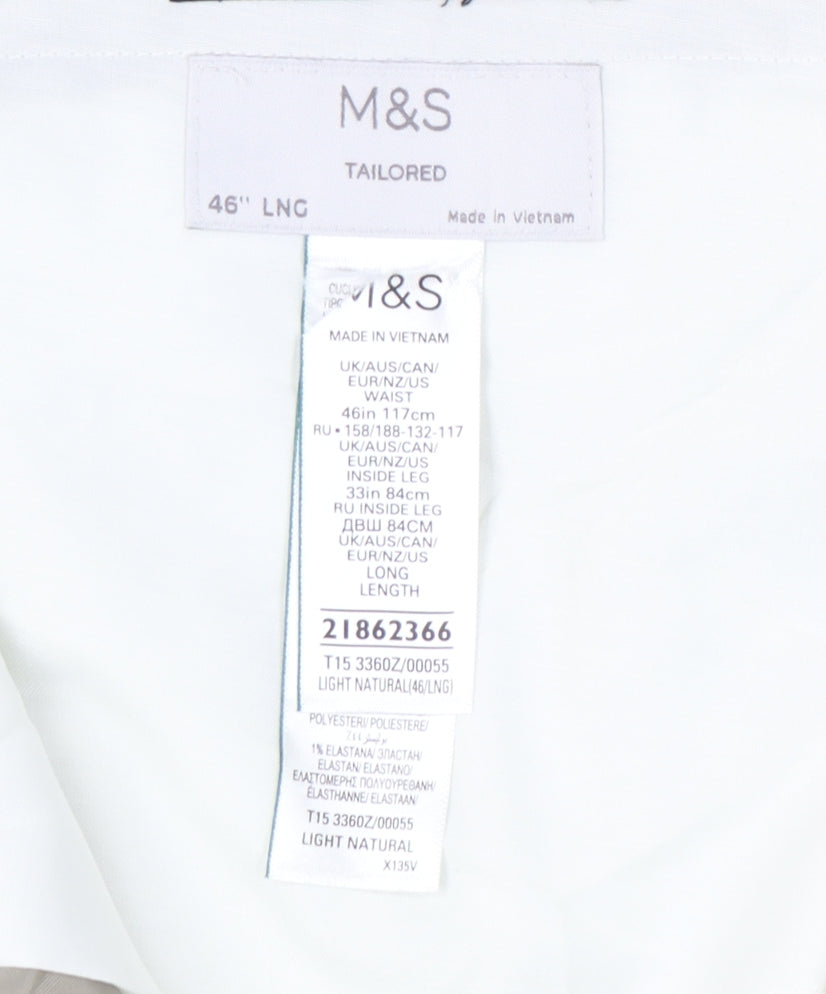 M&S
TAILORED
46" LNG
Made in Vietnam
M&S
MADE IN VIETNAM
UK/AUS/CAN/
EUR/NZ/US
WAIST
46in 117cm
RU • 158/188-132-117
UK/AUS/CAN/
EUR/NZ/US
INSIDE LEG
33in 84cm
RU INSIDE LEG
ДВШ 84СМ
UK/AUS/CAN/
EUR/NZ/US
LONG
LENGTH
21862366
T15 3360Z/00055
LIGHT NATURAL(46/LNG)
POLYESTER/ POLIESTERE/
1% ELASTANA/ ЭЛАСТАН/
ELASTAN/ ELASTANO/
ΕΛΑΣΤΟΜΕΡΗΣ ΠΟΛΥΟΥΡΕΘΑΝΗ/
ÉLASTHANNE/ ELASTAAN/
T15 3360Z/00055
LIGHT NATURAL
X135V